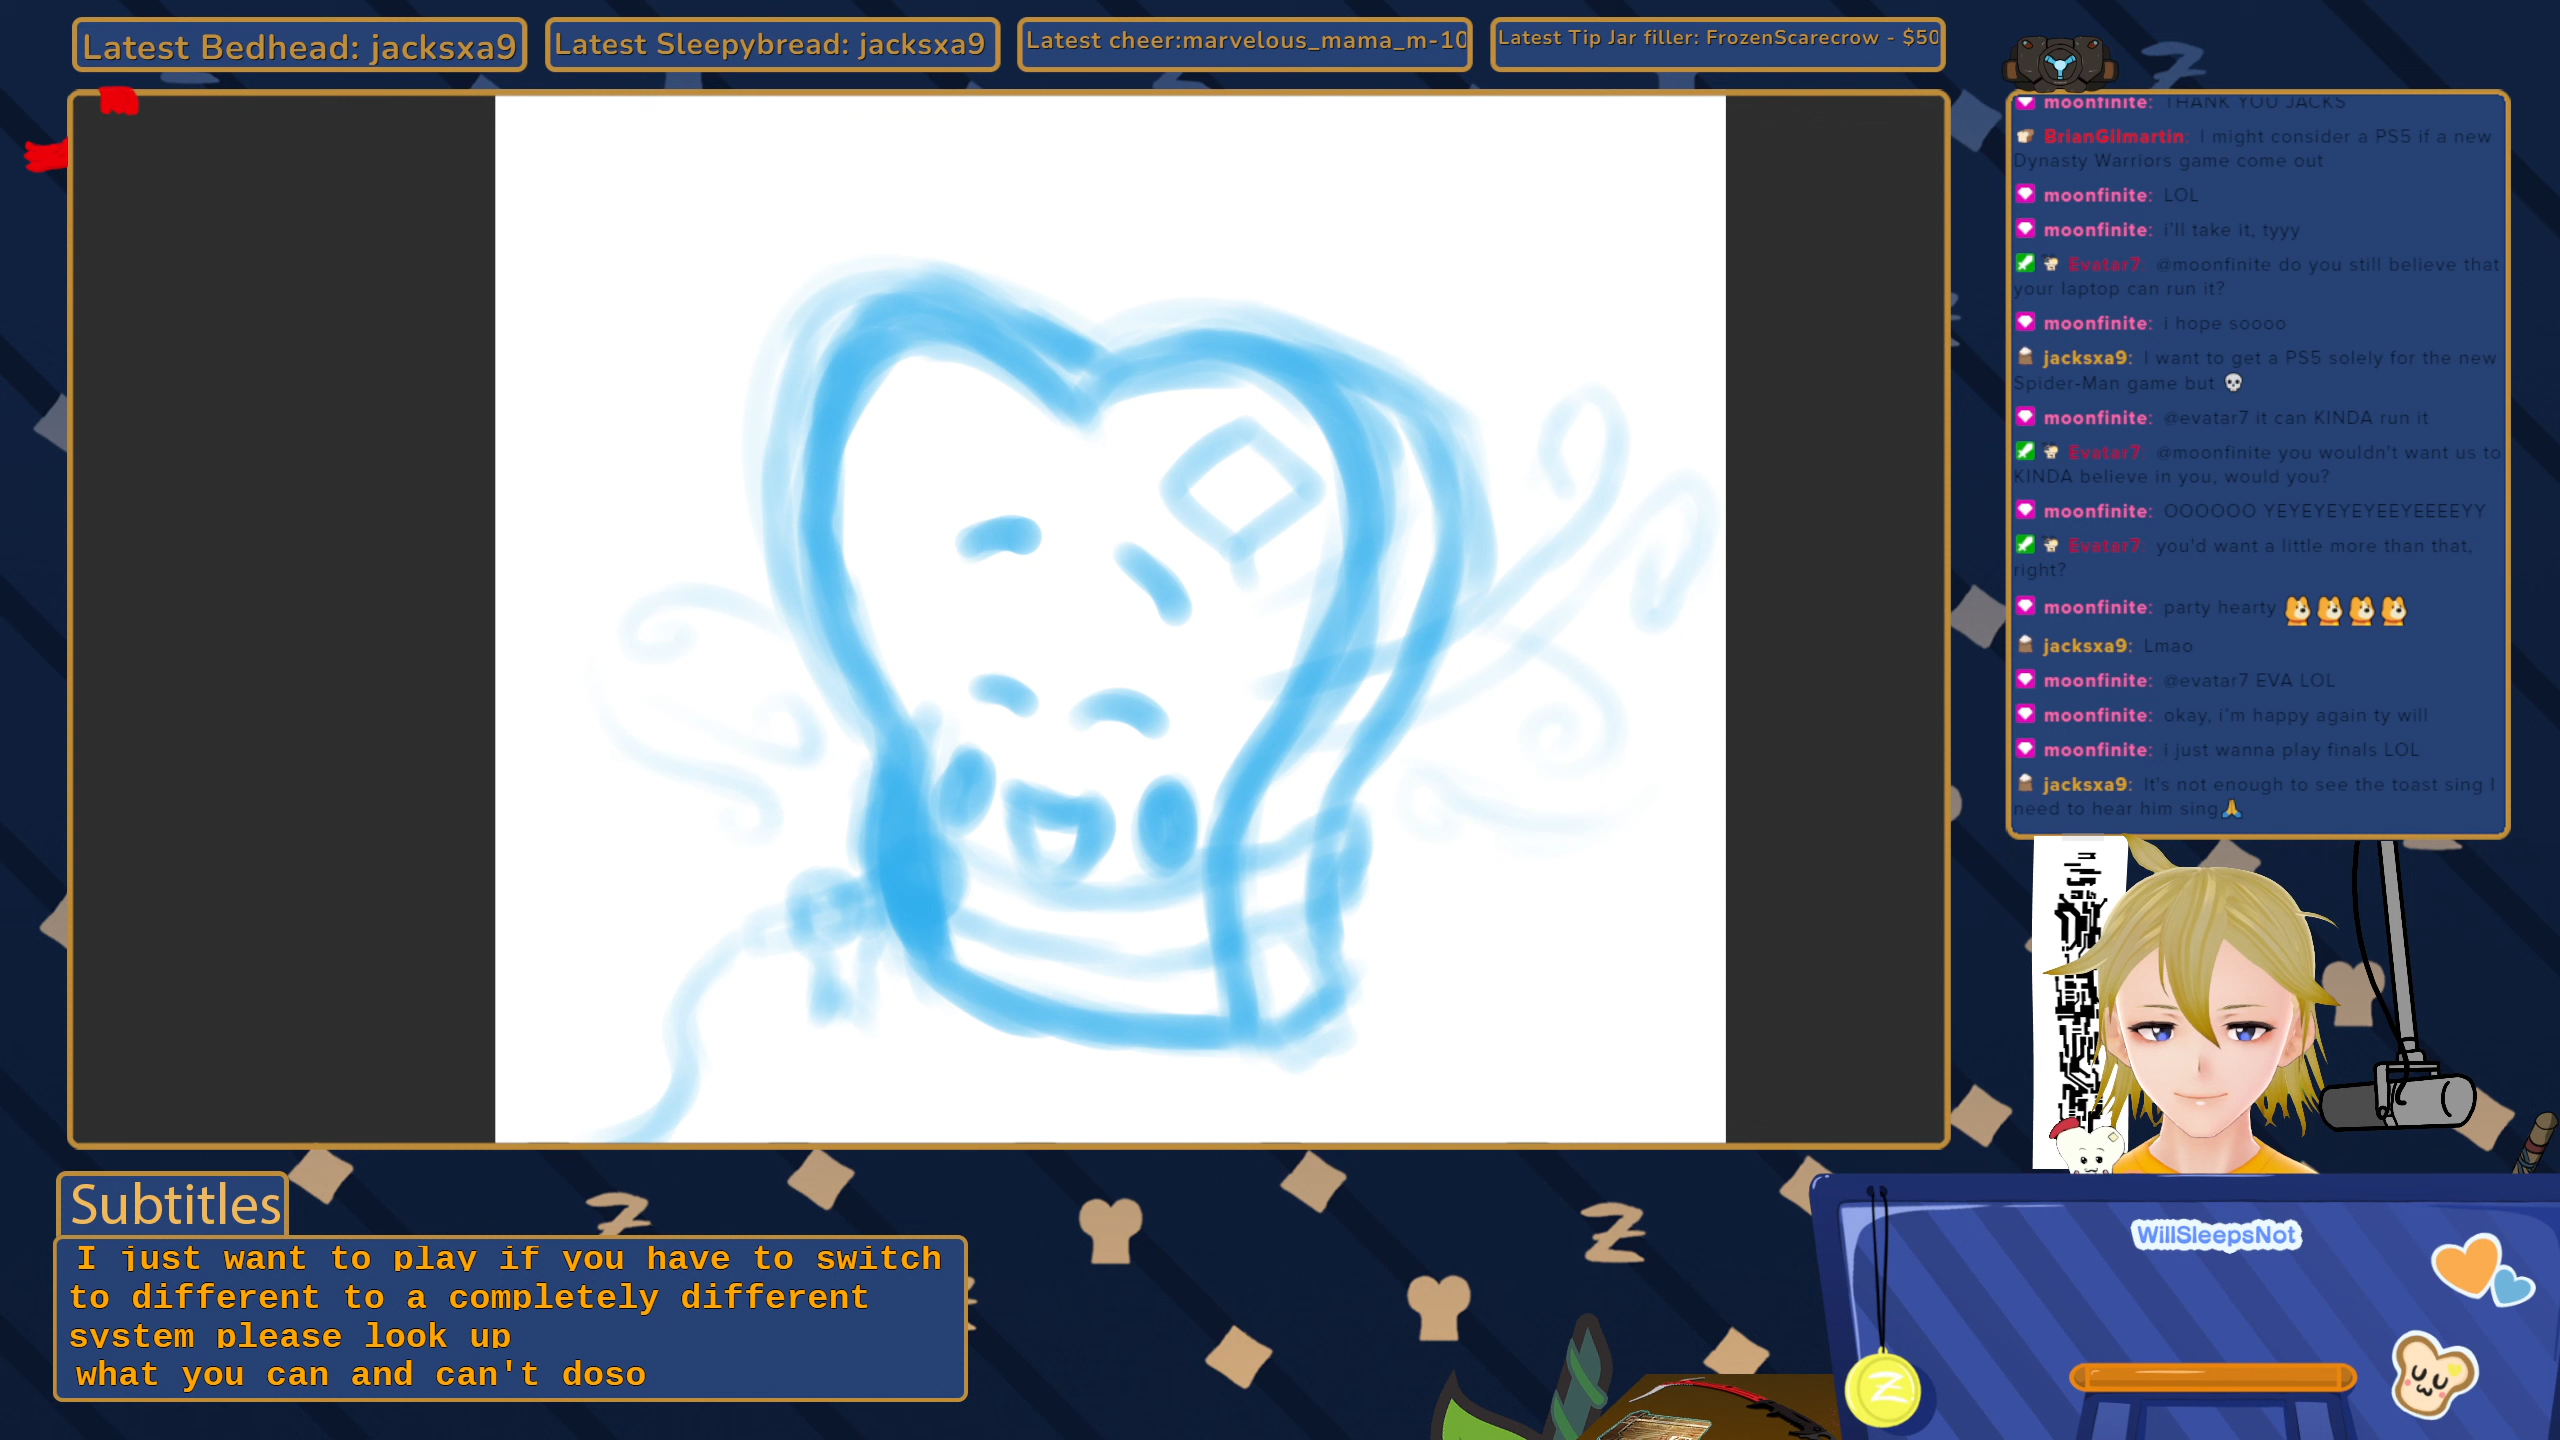 Latest Bedhead: jacksxa9
Latest Sleepybread: jacksxa9
Latest cheer:marvelous_mama_m-10
Latest Tip Jar filler: FrozenScarecrow - $50
moonfinite: THANK YOU JACKS
BrianGilmartin: I might consider a PS5 if a new
Dynasty Warriors game come out
moonfinite: LOL
moonfinite: i'll take it, tyyy
Evatar7: @moonfinite do you still believe that
your laptop can run it?
moonfinite: i hope soooo
jacksxa9: I want to get a PS5 solely for the new
Spider-Man game but 💀
moonfinite: @evatar7 it can KINDA run it
Evatar7: @moonfinite you wouldn't want us to
KINDA believe in you, would you?
moonfinite: OOOOOO YEYEYEYEYEEYEEEEYY
Evatar7: you'd want a little more than that,
right?
moonfinite: party hearty
jacksxa9: Lmao
moonfinite: @evatar7 EVA LOL
moonfinite: okay, i'm happy again ty will
moonfinite: i just wanna play finals LOL
jacksxa9: It's not enough to see the toast sing I
need to hear him sing🙏
Subtitles
I just want to play if you have to switch
to different to a completely different
system please look up
what you can and can't doso
WillSleepsNot
Z